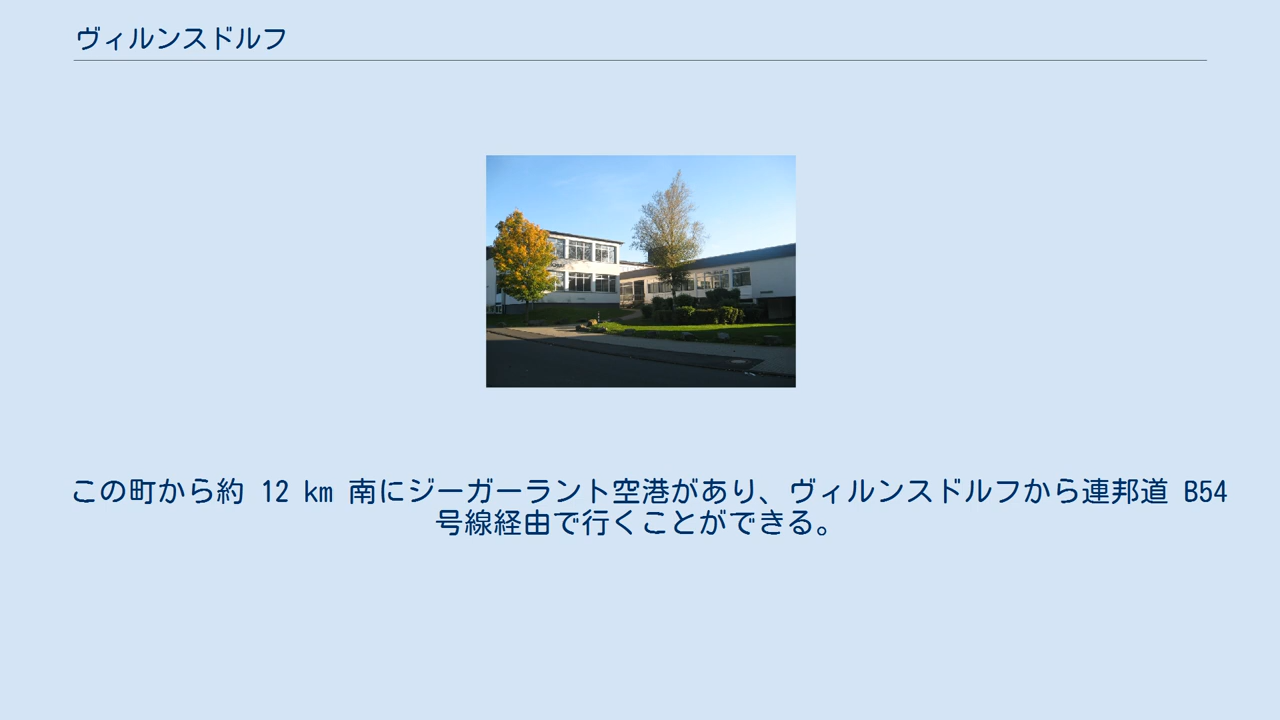 ヴィルンスドルフ
この町から約 12 km 南にジーガーラント空港があり、ヴィルンスドルフから連邦道 B54
号線経由で行くことができる。